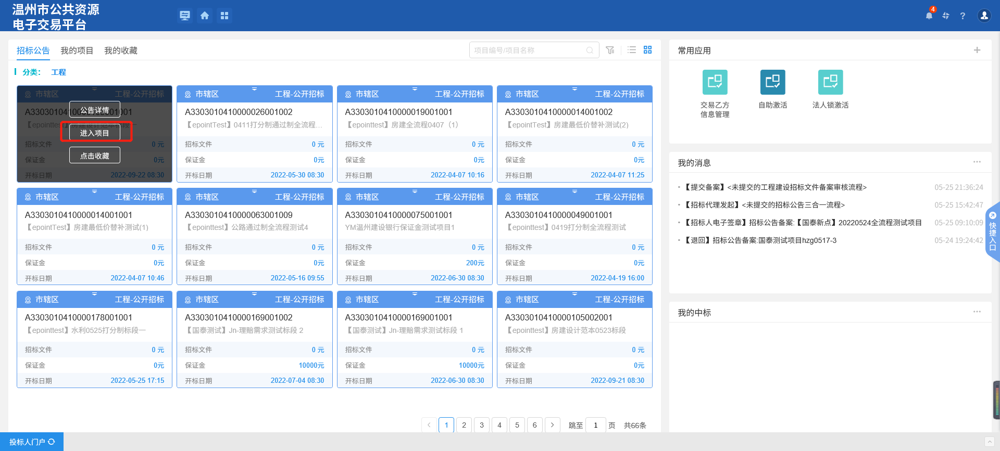 温州市公共资源
电子交易平台
4
招标公告 我的项目 我的收藏
项目编号/项目名称
分类： 工程
市辖区 工程-公开招标
公告详情
进入项目
点击收藏
招标文件 0 元
保证金 0元
开标日期 2022-09-22 08:30
市辖区 工程-公开招标
A3303010410000026001002
【epointTest】0411打分制通过制全流程...
招标文件 0 元
保证金 0元
开标日期 2022-05-30 08:30
市辖区 工程-公开招标
A3303010410000019001001
【epointtest】房建全流程0407（1）
招标文件 0 元
保证金 0元
开标日期 2022-04-07 10:16
市辖区 工程-公开招标
A3303010410000014001002
【epointTest】房建最低价替补测试(2)
招标文件 0 元
保证金 0元
开标日期 2022-04-07 11:25
市辖区 工程-公开招标
A3303010410000014001001
【epointTest】房建最低价替补测试(1)
招标文件 0 元
保证金 0元
开标日期 2022-04-07 10:46
市辖区 工程-公开招标
A3303010410000063001009
【epointtest】公路通过制全流程测试4
招标文件 0 元
保证金 0元
开标日期 2022-05-16 09:55
市辖区 工程-公开招标
A3303010410000075001001
YM温州建设银行保证金测试项目1
招标文件 0 元
保证金 200元
开标日期 2022-06-30 08:30
市辖区 工程-公开招标
A3303010410000049001001
【epointtest】0419打分制全流程测试
招标文件 0 元
保证金 0元
开标日期 2022-04-19 16:00
市辖区 工程-公开招标
A3303010410000178001001
【epointtest】水利0525打分制标段一
招标文件 0 元
保证金 0元
开标日期 2022-05-25 17:15
市辖区 工程-公开招标
A3303010410000169001002
【国泰测试】Jn-理赔需求测试标段 2
招标文件 0 元
保证金 10000元
开标日期 2022-07-04 08:30
市辖区 工程-公开招标
A3303010410000169001001
【国泰测试】Jn-理赔需求测试标段 1
招标文件 0 元
保证金 10000元
开标日期 2022-06-30 08:30
市辖区 工程-公开招标
A3303010410000105002001
【epointtest】房建设计范本0523标段
招标文件 0 元
保证金 0元
开标日期 2022-09-21 08:30
1 2 3 4 5 6 跳至 1 页 共66条
常用应用
交易乙方
信息管理
自助激活
法人锁激活
我的消息
【提交备案】<未提交的工程建设招标文件备案审核流程> 05-25 21:36:24
【招标代理发起】<未提交的招标公告三合一流程> 05-25 15:42:47
【招标人电子签章】招标公告备案:【国泰新点】20220524全流程测试项目 05-25 09:10:09
【退回】招标公告备案:国泰测试项目hzg0517-3 05-24 19:24:42
快捷入口
我的中标
投标人门户